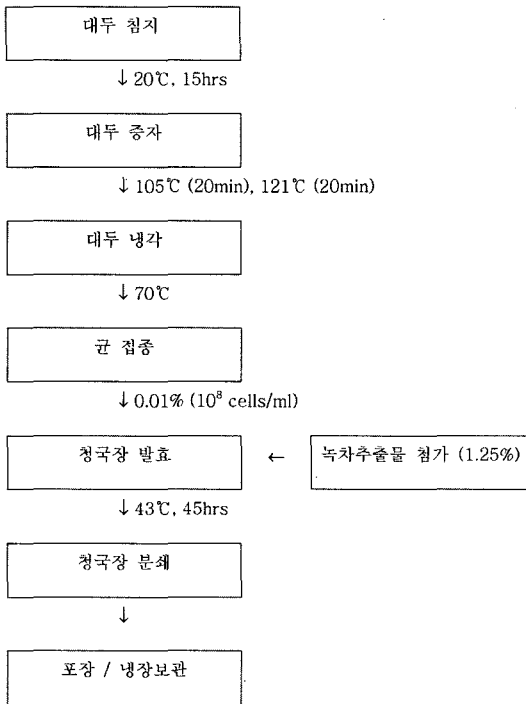 대두 침지
↓ 20℃, 15hrs
대두 증자
↓ 105℃ (20min), 121℃ (20min)
대두 냉각
↓ 70℃
균 접종
↓ 0.01% (10⁸ cells/ml)
청국장 발효 ← 녹차추출물 첨가 (1.25%)
↓ 43℃, 45hrs
청국장 분쇄
↓
포장 / 냉장보관